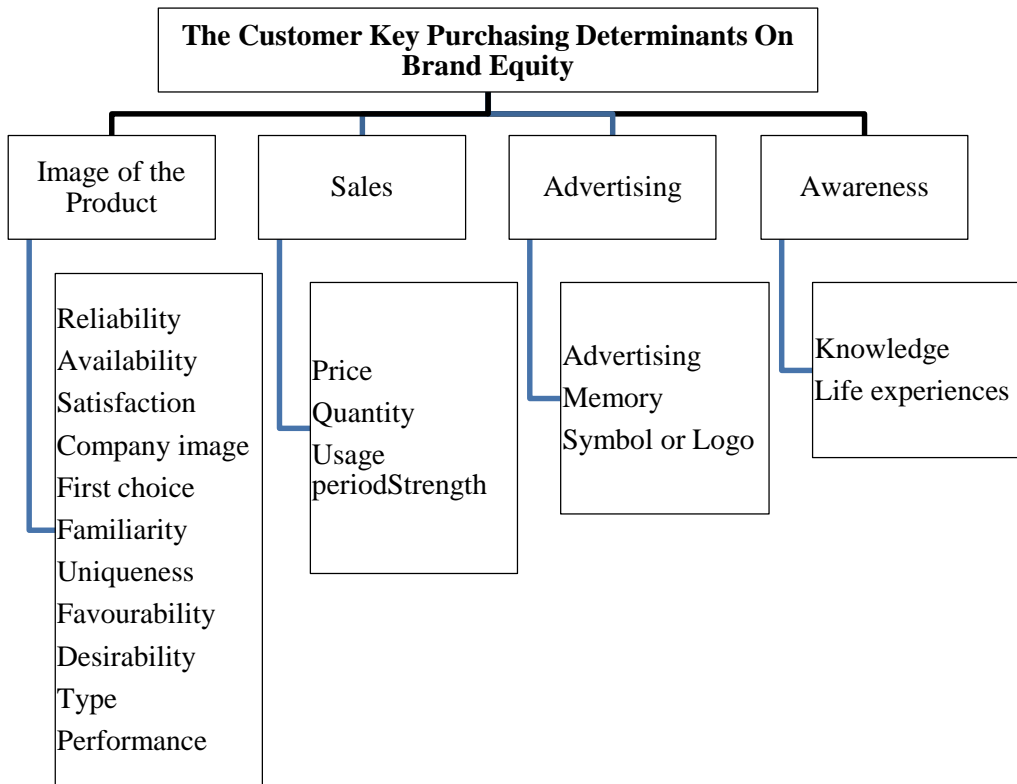 The Customer Key Purchasing Determinants On
Brand Equity
Image of the
Product
Sales
Advertising
Awareness
Reliability
Availability
Satisfaction
Company image
First choice
Familiarity
Uniqueness
Favourability
Desirability
Type
Performance
Price
Quantity
Usage
periodStrength
Advertising
Memory
Symbol or Logo
Knowledge
Life experiences